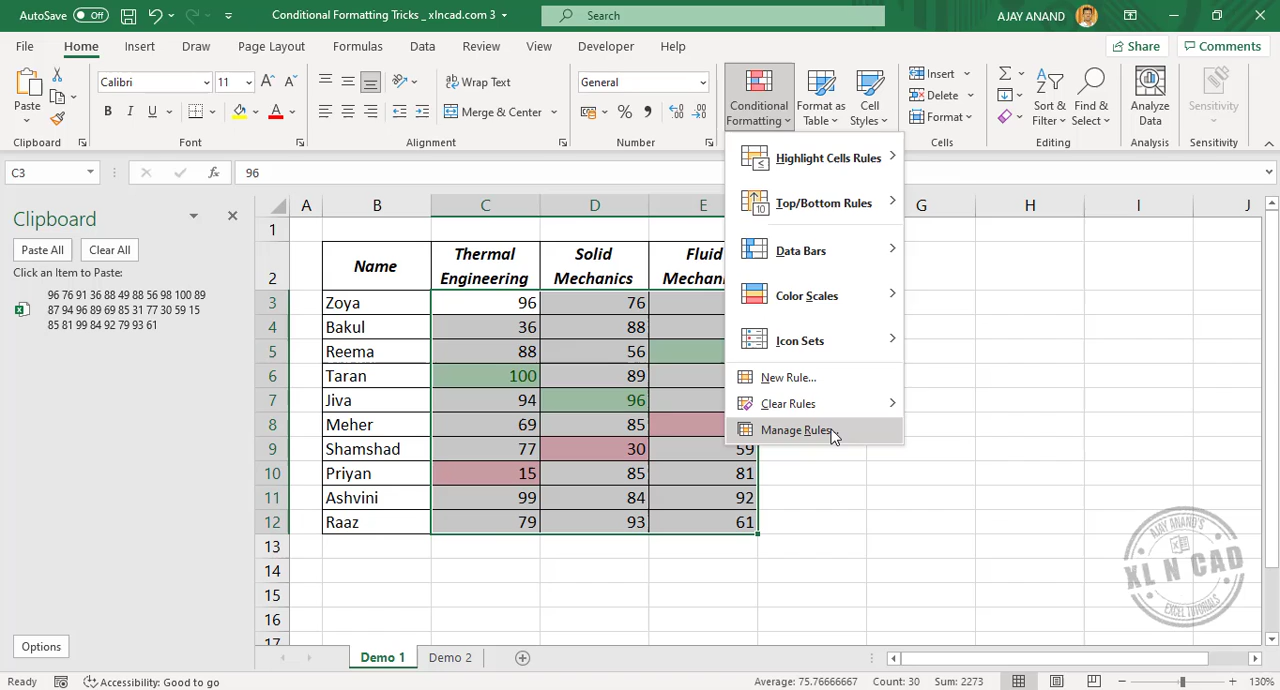 AutoSave Off
Conditional Formatting Tricks _ xlncad.com 3
Search
AJAY ANAND
File Home Insert Draw Page Layout Formulas Data Review View Developer Help
Share Comments
Paste
Clipboard
Calibri 11
B I U
Font
Wrap Text
Merge & Center
Alignment
General
Number
Conditional Formatting
Format as Table
Cell Styles
Insert
Delete
Format
Cells
Sort & Filter
Find & Select
Editing
Analyze Data
Analysis
Sensitivity
Sensitivity
C3 fx 96
Clipboard
Paste All Clear All
Click an Item to Paste:
96 76 91 36 88 49 88 56 98 100 89
87 94 96 89 69 85 31 77 30 59 15
85 81 99 84 92 79 93 61
Options
Highlight Cells Rules
Top/Bottom Rules
Data Bars
Color Scales
Icon Sets
New Rule...
Clear Rules
Manage Rules
A B C D E G H I J
1
2 Name Thermal Engineering Solid Mechanics Fluid
3 Zoya 96 76
4 Bakul 36 88
5 Reema 88 56
6 Taran 100 89
7 Jiva 94 96
8 Meher 69 85
9 Shamshad 77 30 59
10 Priyan 15 85 81
11 Ashvini 99 84 92
12 Raaz 79 93 61
13
14
15
16
17
AJAY ANAND'S
XL N CAD
EXCEL TUTORIALS
Demo 1 Demo 2
Ready Accessibility: Good to go
Average: 75.76666667 Count: 30 Sum: 2273
130%